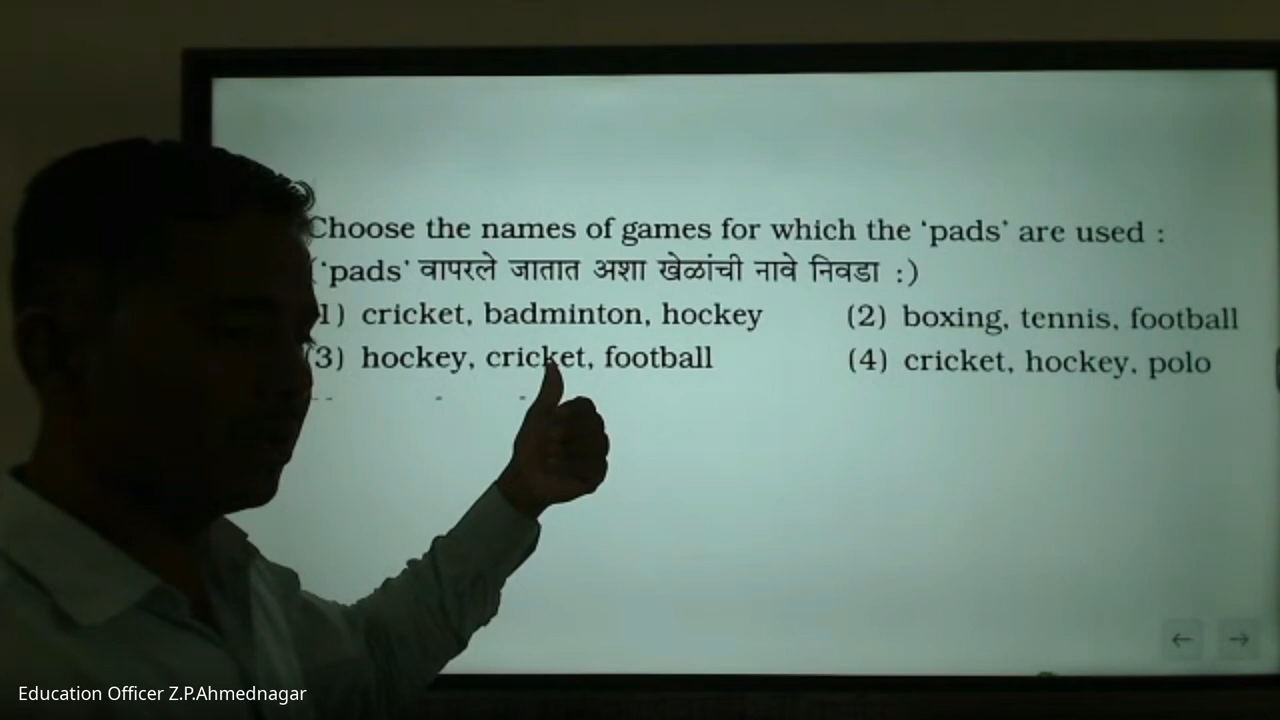 Choose the names of games for which the 'pads' are used :
('pads' वापरले जातात अशा खेळांची नावे निवडा :)
1) cricket, badminton, hockey (2) boxing, tennis, football
(3) hockey, cricket, football (4) cricket, hockey, polo
Education Officer Z.P.Ahmednagar